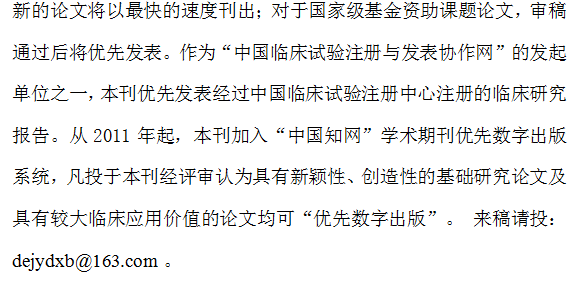 新的论文将以最快的速度刊出；对于国家级基金资助课题论文，审稿
通过后将优先发表。作为“中国临床试验注册与发表协作网”的发起
单位之一，本刊优先发表经过中国临床试验注册中心注册的临床研究
报告。从 2011 年起，本刊加入“中国知网”学术期刊优先数字出版
系统，凡投于本刊经评审认为具有新颖性、创造性的基础研究论文及
具有较大临床应用价值的论文均可“优先数字出版”。 来稿请投：
dejydxb@163.com 。